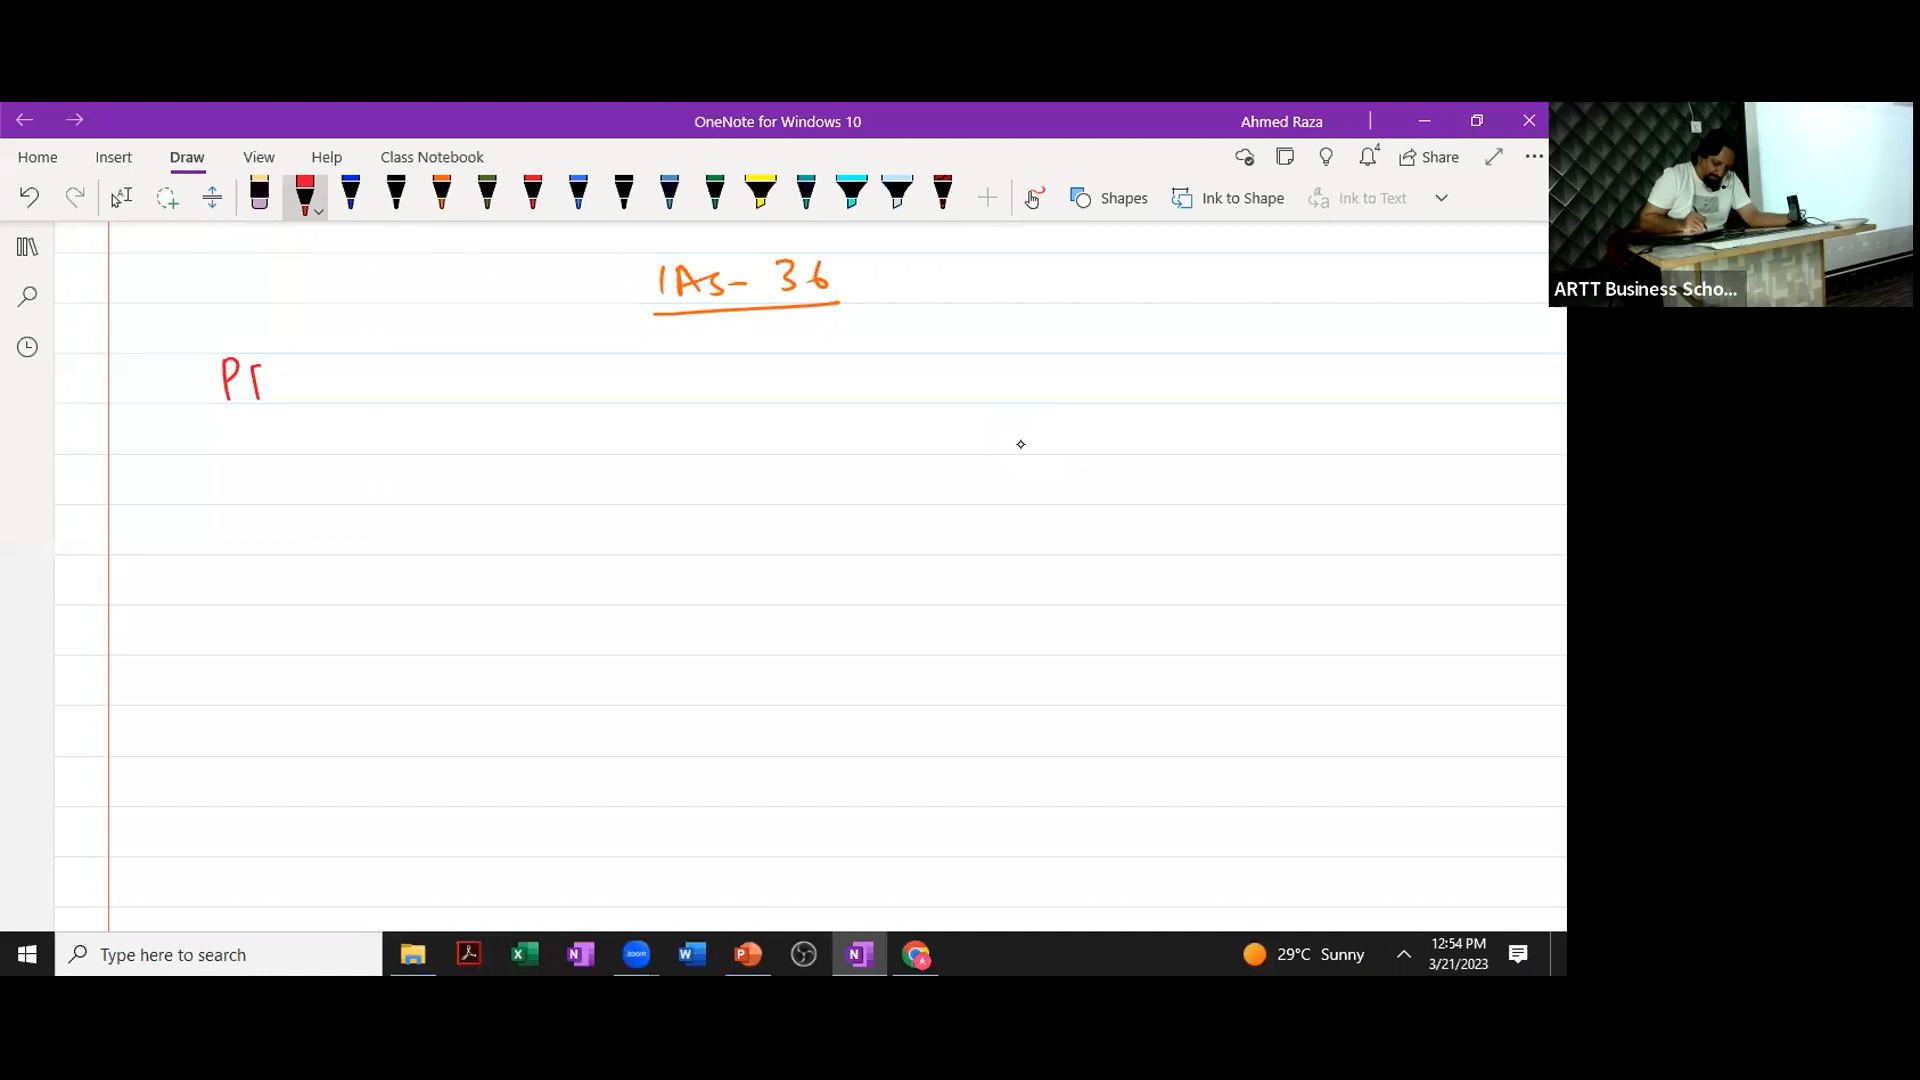 OneNote for Windows 10
Ahmed Raza
Home Insert Draw View Help Class Notebook
4
Share
Shapes
Ink to Shape
Ink to Text
ARTT Business Scho...
IAS- 36
Type here to search
zoom
29°C Sunny
12:54 PM
3/21/2023